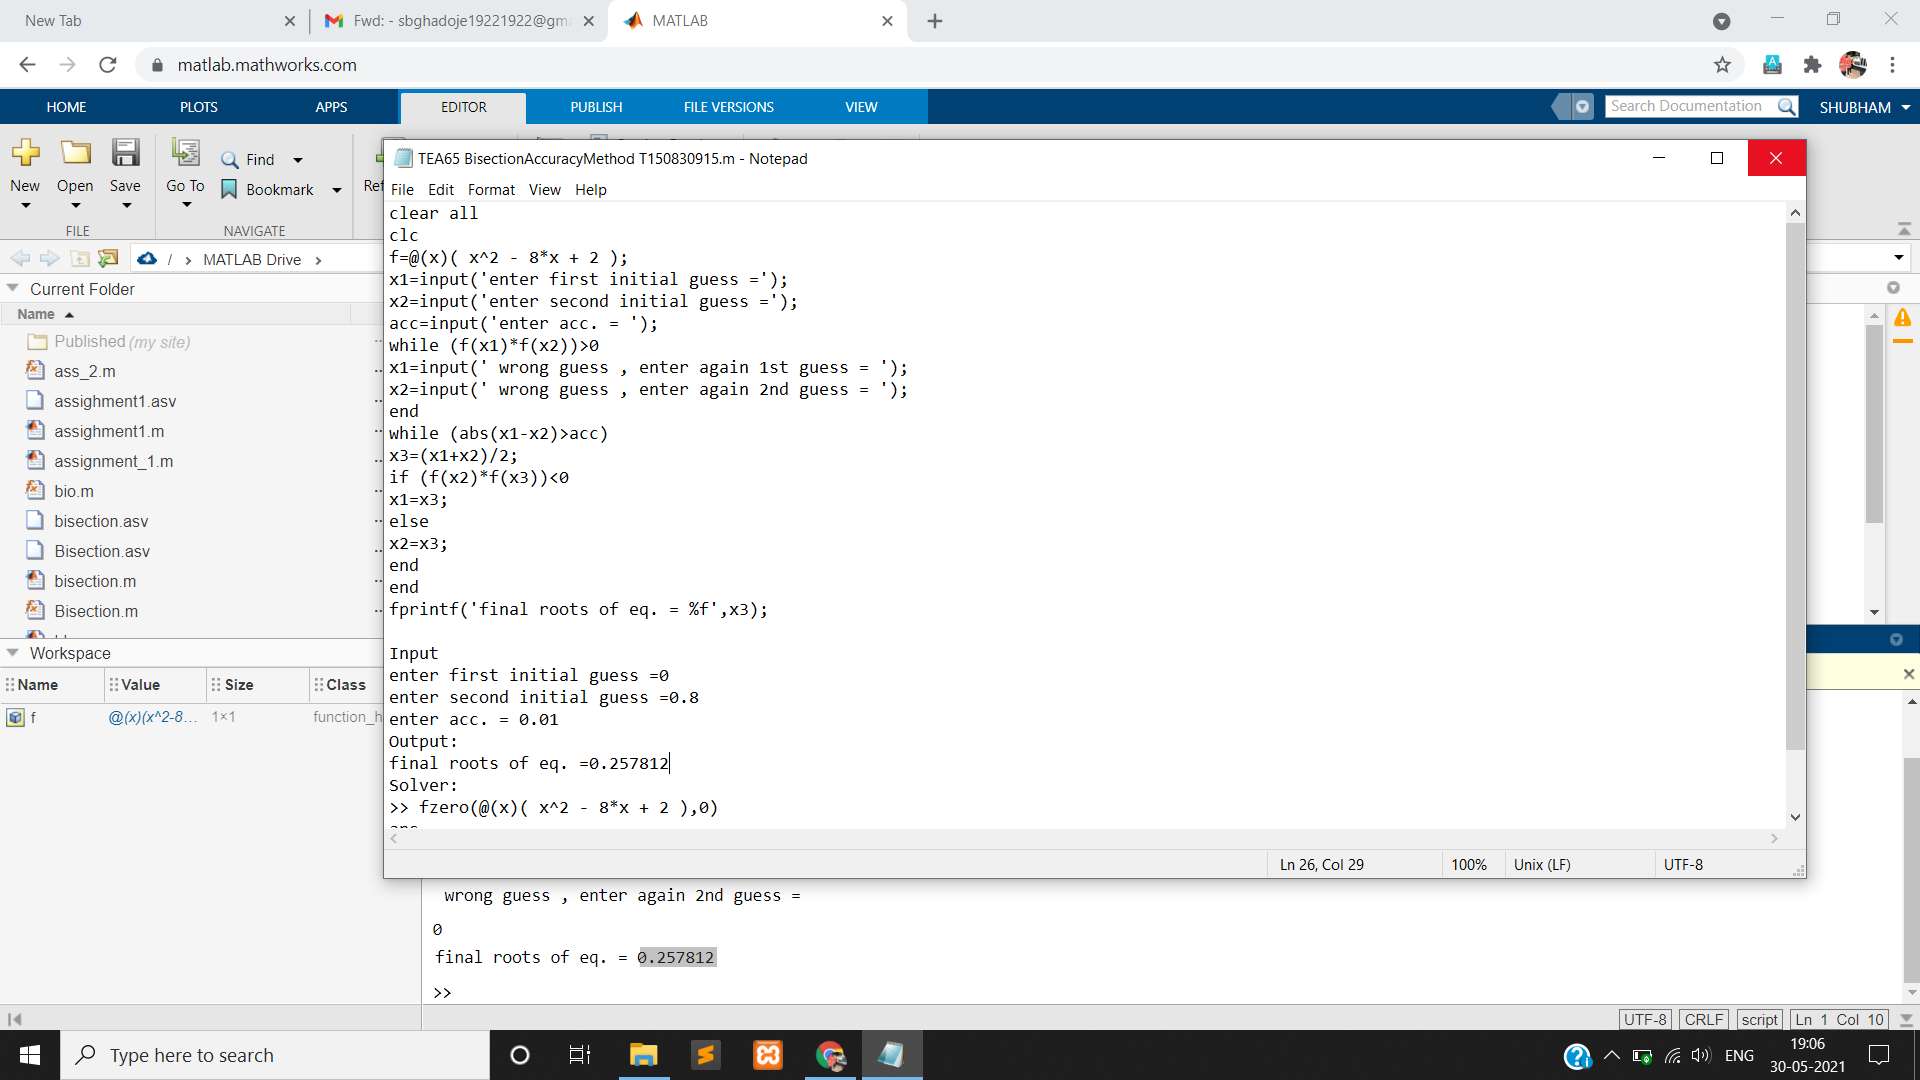 New Tab
Fwd: - sbghadoje19221922@gm
MATLAB
matlab.mathworks.com
HOME
PLOTS
APPS
EDITOR
PUBLISH
FILE VERSIONS
VIEW
Search Documentation
SHUBHAM
New
Open
Save
Go To
Find
Bookmark
Ref
FILE
NAVIGATE
/ > MATLAB Drive >
Current Folder
Name
Published (my site)
ass_2.m
assighment1.asv
assighment1.m
assignment_1.m
bio.m
bisection.asv
Bisection.asv
bisection.m
Bisection.m
Workspace
Name Value Size Class
f @(x)(x^2-8... 1×1 function_h
TEA65 BisectionAccuracyMethod T150830915.m - Notepad
File Edit Format View Help
clear all
clc
f=@(x)( x^2 - 8*x + 2 );
x1=input('enter first initial guess =');
x2=input('enter second initial guess =');
acc=input('enter acc. = ');
while (f(x1)*f(x2))>0
x1=input(' wrong guess , enter again 1st guess = ');
x2=input(' wrong guess , enter again 2nd guess = ');
end
while (abs(x1-x2)>acc)
x3=(x1+x2)/2;
if (f(x2)*f(x3))<0
x1=x3;
else
x2=x3;
end
end
fprintf('final roots of eq. = %f',x3);
Input
enter first initial guess =0
enter second initial guess =0.8
enter acc. = 0.01
Output:
final roots of eq. =0.257812
Solver:
>> fzero(@(x)( x^2 - 8*x + 2 ),0)
Ln 26, Col 29
100%
Unix (LF)
UTF-8
wrong guess , enter again 2nd guess =
0
final roots of eq. = 0.257812
>>
UTF-8 CRLF script Ln 1 Col 10
Type here to search
ENG
19:06
30-05-2021